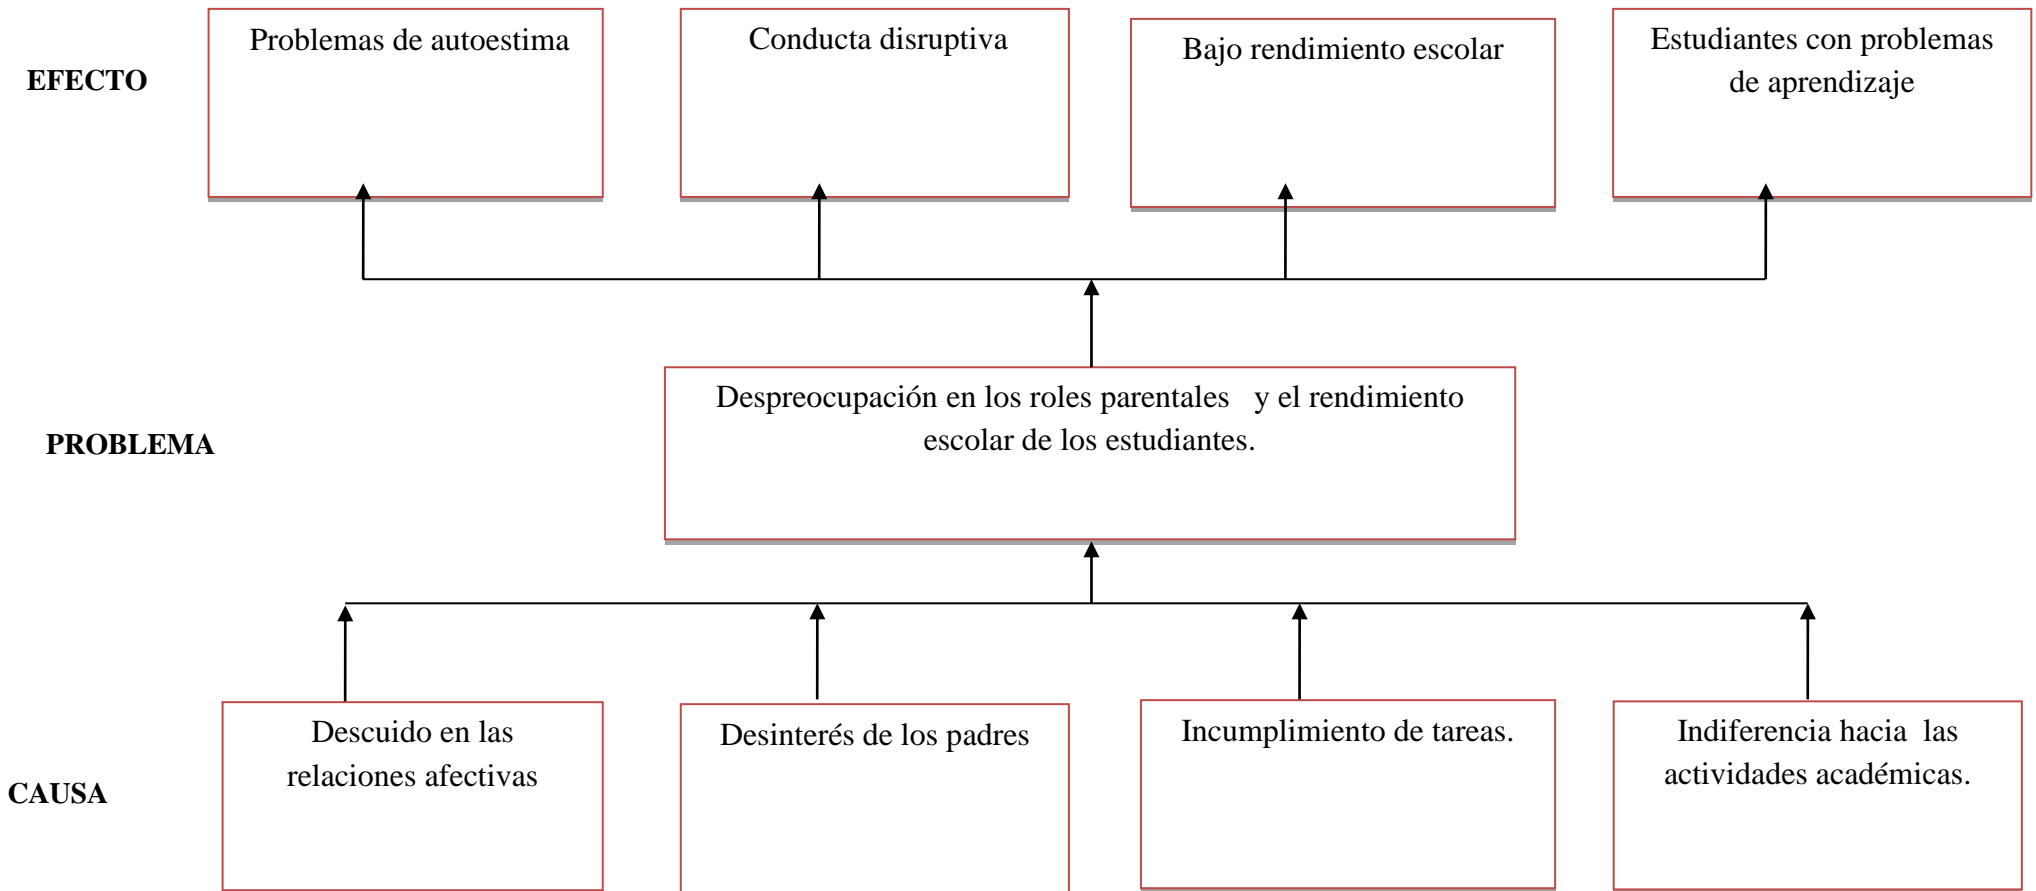 Problemas de autoestima
Conducta disruptiva
Bajo rendimiento escolar
Estudiantes con problemas
de aprendizaje
EFECTO
Despreocupación en los roles parentales   y el rendimiento
escolar de los estudiantes.
PROBLEMA
Descuido en las
relaciones afectivas
Desinterés de los padres
Incumplimiento de tareas.
Indiferencia hacia  las
actividades académicas.
CAUSA